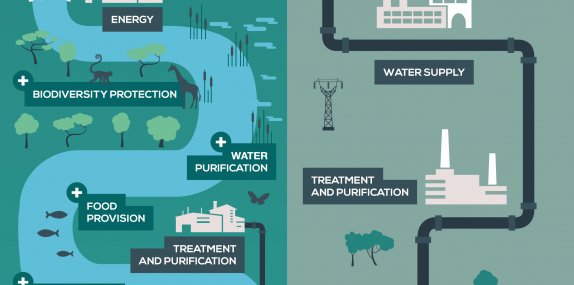 ENERGY
BIODIVERSITY PROTECTION
WATER
PURIFICATION
FOOD
PROVISION
TREATMENT
AND PURIFICATION
WATER SUPPLY
TREATMENT
AND PURIFICATION